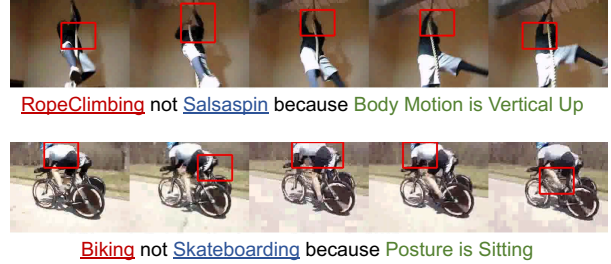 RopeClimbing not Salsaspin because Body Motion is Vertical Up
Biking not Skateboarding because Posture is Sitting